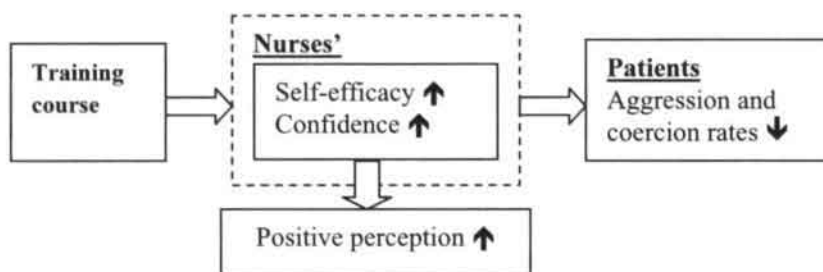 Training
course
Nurses'
Self-efficacy ↑
Confidence ↑
Positive perception ↑
Patients
Aggression and
coercion rates ↓